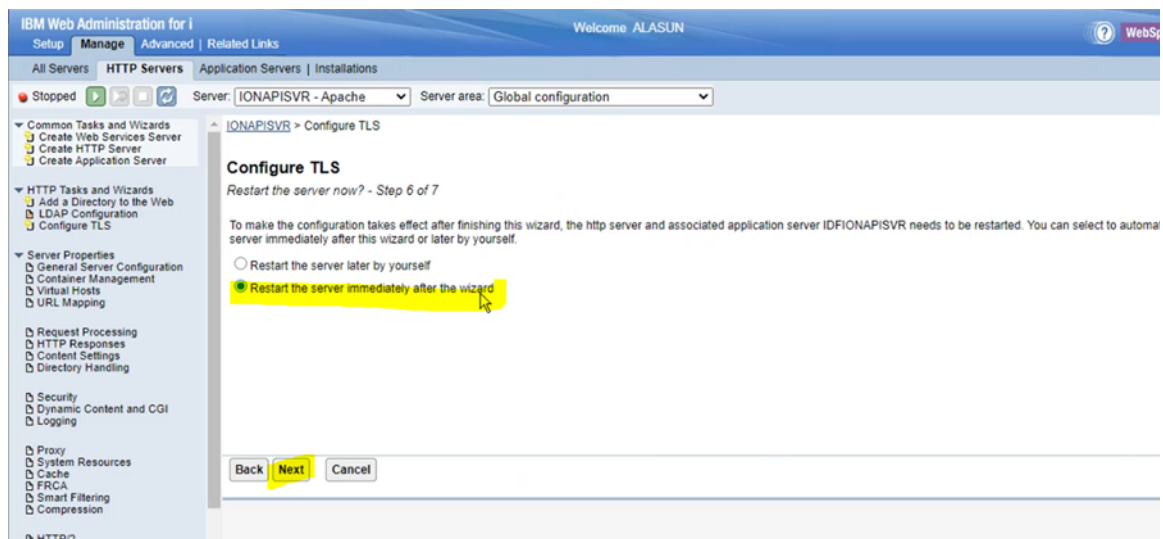 IBM Web Administration for i
Welcome ALASUN
Setup Manage Advanced | Related Links
All Servers HTTP Servers Application Servers | Installations
Stopped Server: IONAPISVR - Apache Server area: Global configuration
Common Tasks and Wizards
Create Web Services Server
Create HTTP Server
Create Application Server
HTTP Tasks and Wizards
Add a Directory to the Web
LDAP Configuration
Configure TLS
Server Properties
General Server Configuration
Container Management
Virtual Hosts
URL Mapping
Request Processing
HTTP Responses
Content Settings
Directory Handling
Security
Dynamic Content and CGI
Logging
Proxy
System Resources
Cache
FRCA
Smart Filtering
Compression
IONAPISVR > Configure TLS
Configure TLS
Restart the server now? - Step 6 of 7
To make the configuration takes effect after finishing this wizard, the http server and associated application server IDFIONAPISVR needs to be restarted. You can select to
server immediately after this wizard or later by yourself.
Restart the server later by yourself
Restart the server immediately after the wizard
Back Next Cancel